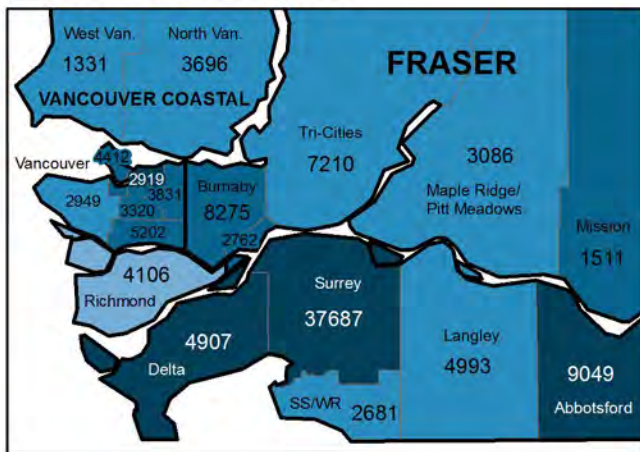 West Van.
North Van.
1331
3696
FRASER
VANCOUVER COASTAL
Tri-Cities
7210
3086
Maple Ridge/
Pitt Meadows
Vancouver
4412
2919
2949
3831
3320
5202
Burnaby
8275
2762
Mission
1511
4106
Richmond
Surrey
37687
4907
Delta
Langley
4993
SS/WR
2681
9049
Abbotsford